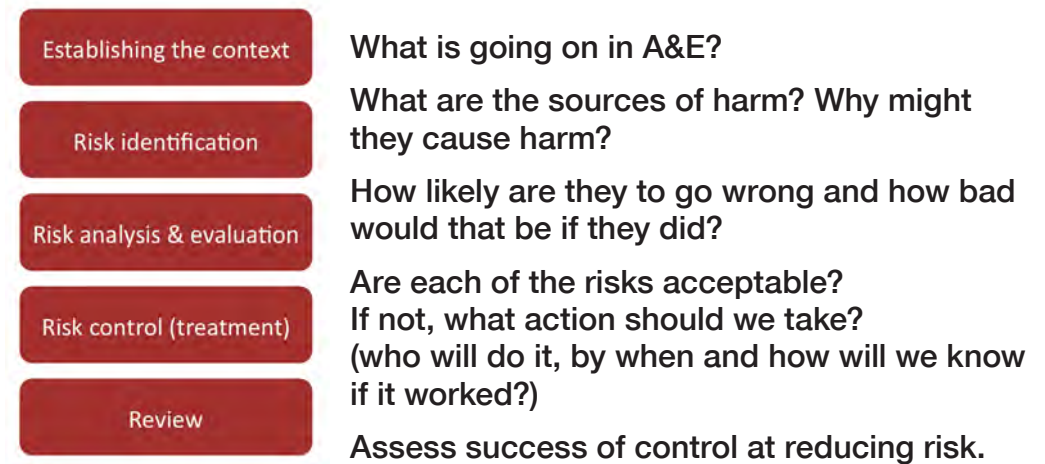 Establishing the context
What is going on in A&E?
Risk identification
What are the sources of harm? Why might
they cause harm?
Risk analysis & evaluation
How likely are they to go wrong and how bad
would that be if they did?
Risk control (treatment)
Are each of the risks acceptable?
If not, what action should we take?
(who will do it, by when and how will we know
if it worked?)
Review
Assess success of control at reducing risk.